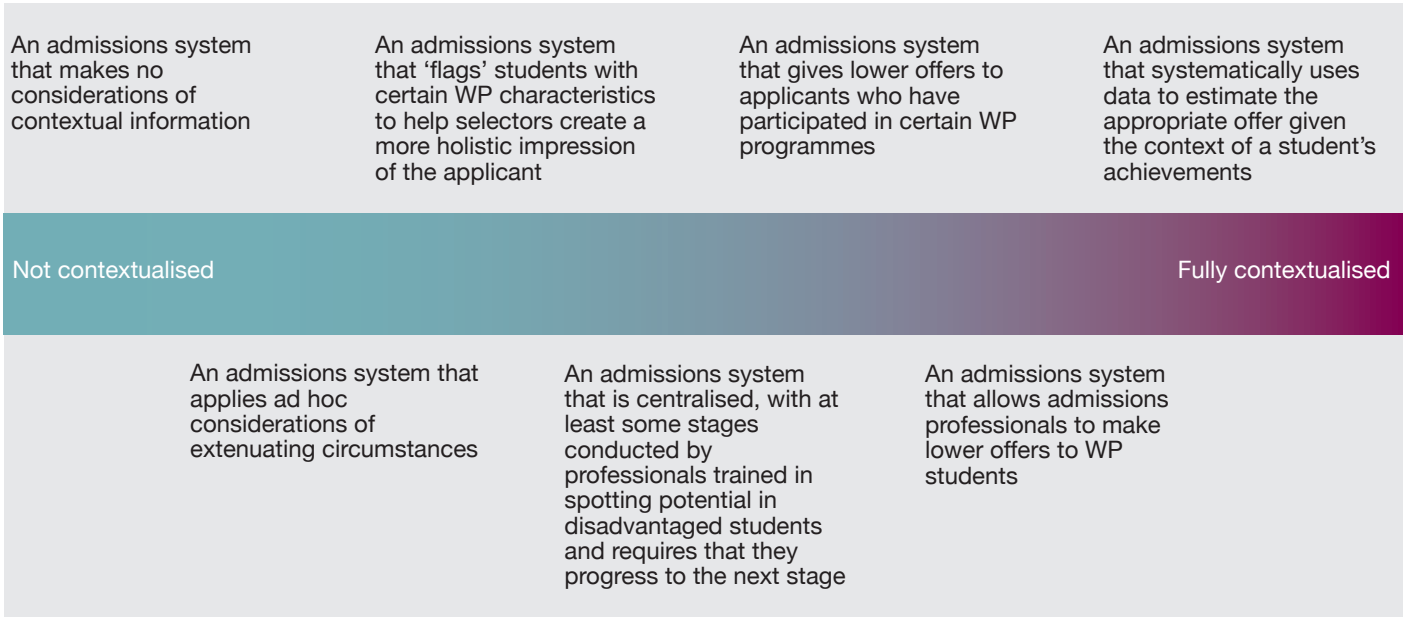 An admissions system
that makes no
considerations of
contextual information
An admissions system
that ‘flags’ students with
certain WP characteristics
to help selectors create a
more holistic impression
of the applicant
An admissions system
that gives lower offers to
applicants who have
participated in certain WP
programmes
An admissions system
that systematically uses
data to estimate the
appropriate offer given
the context of a student’s
achievements
Not contextualised
Fully contextualised
An admissions system that
applies ad hoc
considerations of
extenuating circumstances
An admissions system
that is centralised, with at
least some stages
conducted by
professionals trained in
spotting potential in
disadvantaged students
and requires that they
progress to the next stage
An admissions system
that allows admissions
professionals to make
lower offers to WP
students